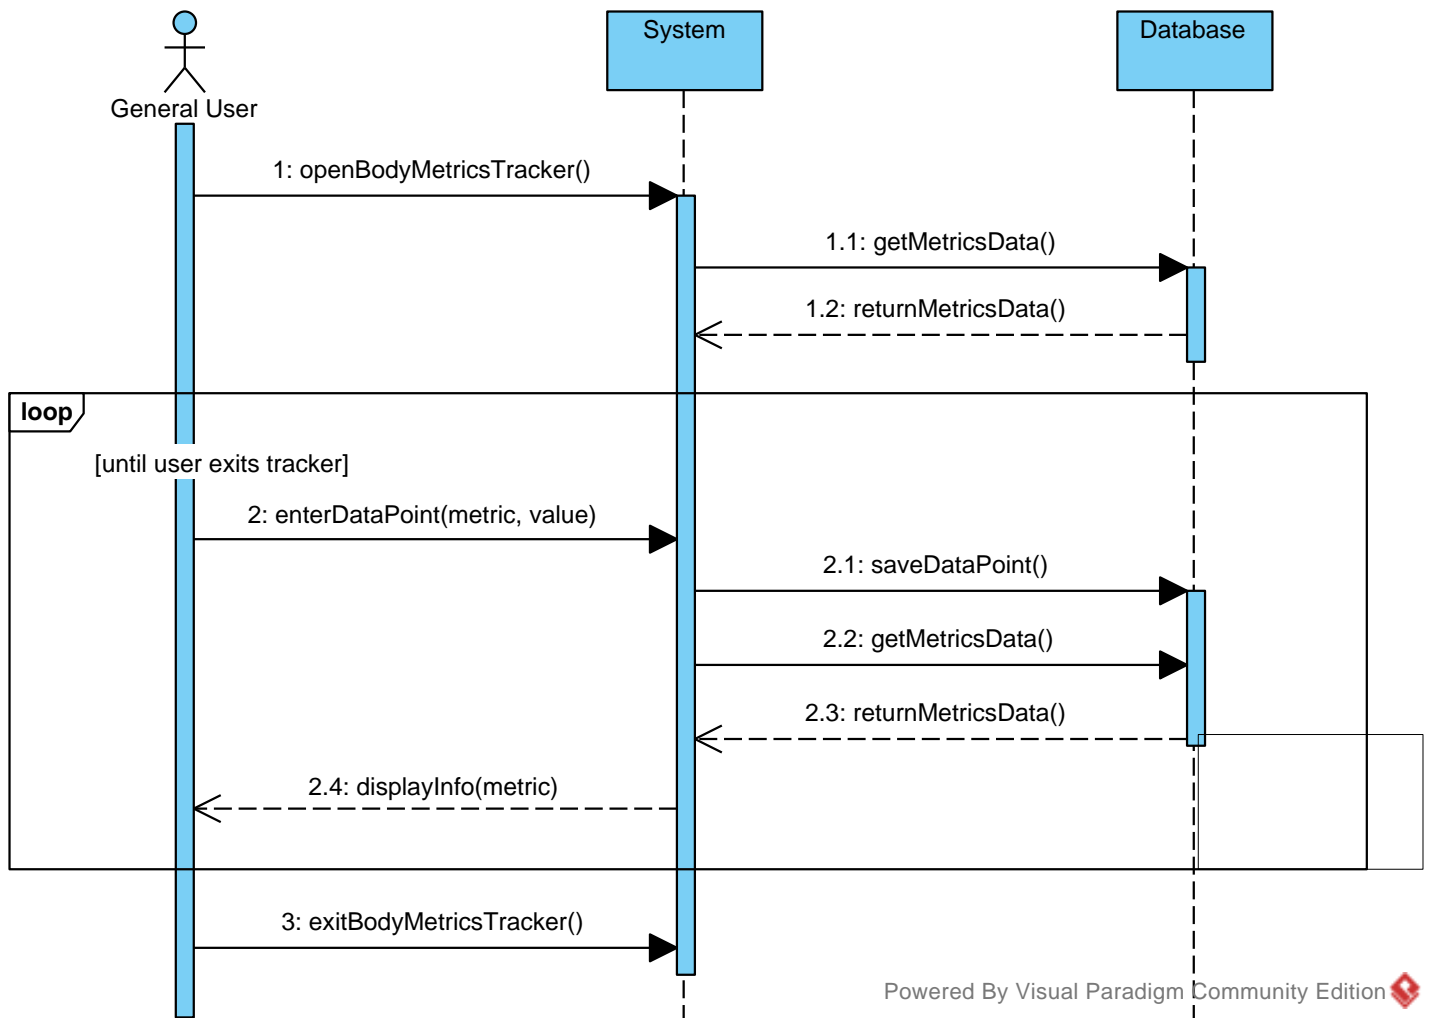 System
Database
General User
1: openBodyMetricsTracker()
1.1: getMetricsData()
1.2: returnMetricsData()
loop
[until user exits tracker]
2: enterDataPoint(metric, value)
2.1: saveDataPoint()
2.2: getMetricsData()
2.3: returnMetricsData()
2.4: displayInfo(metric)
3: exitBodyMetricsTracker()
Powered By Visual Paradigm Community Edition